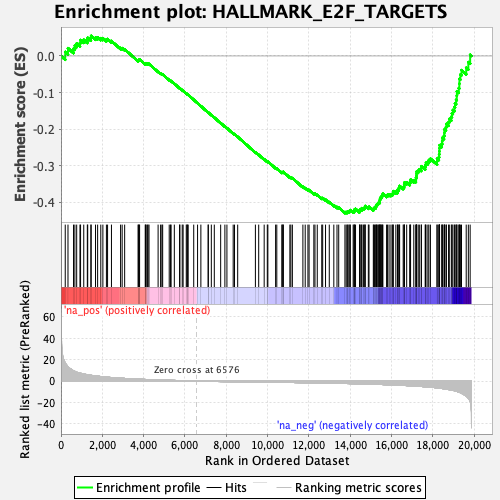 Enrichment plot: HALLMARK_E2F_TARGETS
Enrichment score (ES)
0.0
-0.1
-0.2
-0.3
-0.4
'na_pos' (positively correlated)
Ranked list metric (PreRanked)
60
40
20
0
-20
-40
Zero cross at 6576
'na_neg' (negatively correlated)
0
2,000
4,000
6,000
8,000
10,000
12,000
14,000
16,000
18,000
20,000
Rank in Ordered Dataset
Enrichment profile
Hits
Ranking metric scores